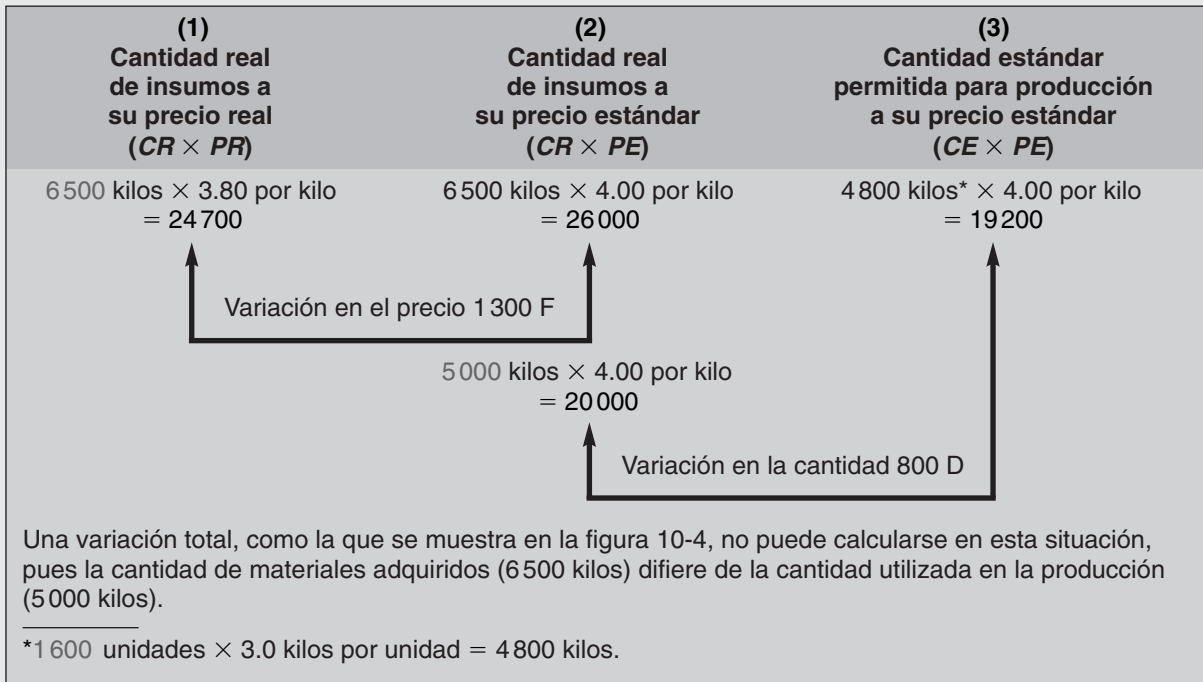 (1)
Cantidad real
de insumos a
su precio real
(CR × PR)
(2)
Cantidad real
de insumos a
su precio estándar
(CR × PE)
(3)
Cantidad estándar
permitida para producción
a su precio estándar
(CE × PE)
6 500 kilos × 3.80 por kilo
= 24 700
6 500 kilos × 4.00 por kilo
= 26 000
4 800 kilos* × 4.00 por kilo
= 19 200
Variación en el precio 1 300 F
5 000 kilos × 4.00 por kilo
= 20 000
Variación en la cantidad 800 D
Una variación total, como la que se muestra en la figura 10-4, no puede calcularse en esta situación,
pues la cantidad de materiales adquiridos (6 500 kilos) difiere de la cantidad utilizada en la producción
(5 000 kilos).
*1 600 unidades × 3.0 kilos por unidad = 4 800 kilos.